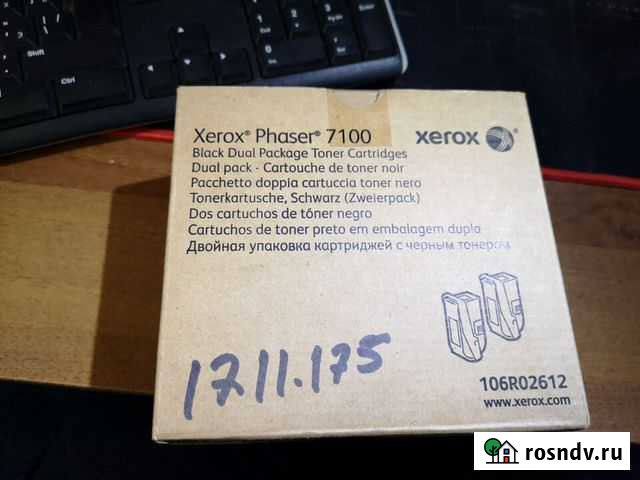 Shift
Ctrl
Xerox® Phaser® 7100
xerox
Black Dual Package Toner Cartridges
Dual pack - Cartouche de toner noir
Pacchetto doppia cartuccia toner nero
Tonerkartusche, Schwarz (Zweierpack)
Dos cartuchos de tóner negro
Cartuchos de toner preto em embalagem dupla
Двойная упаковка картриджей с черным тонером
1711.175
106R02612
www.xerox.com
rosndv.ru